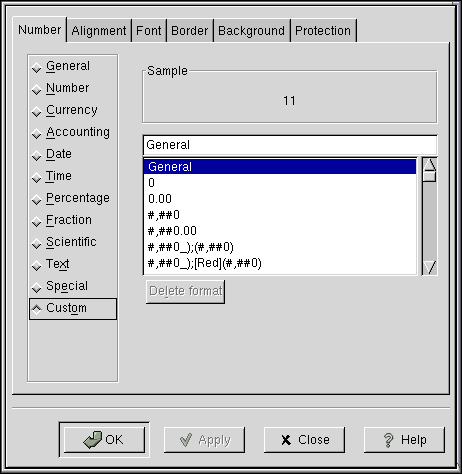 Number Alignment Font Border Background Protection
General
Number
Currency
Accounting
Date
Time
Percentage
Fraction
Scientific
Text
Special
Custom
Sample
11
General
General
0
0.00
#,##0
#,##0.00
#,##0_);(#,##0)
#,##0_);[Red](#,##0)
Delete format
OK Apply Close Help